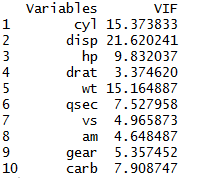 Variables VIF
1 cyl 15.373833
2 disp 21.620241
3 hp 9.832037
4 drat 3.374620
5 wt 15.164887
6 qsec 7.527958
7 vs 4.965873
8 am 4.648487
9 gear 5.357452
10 carb 7.908747